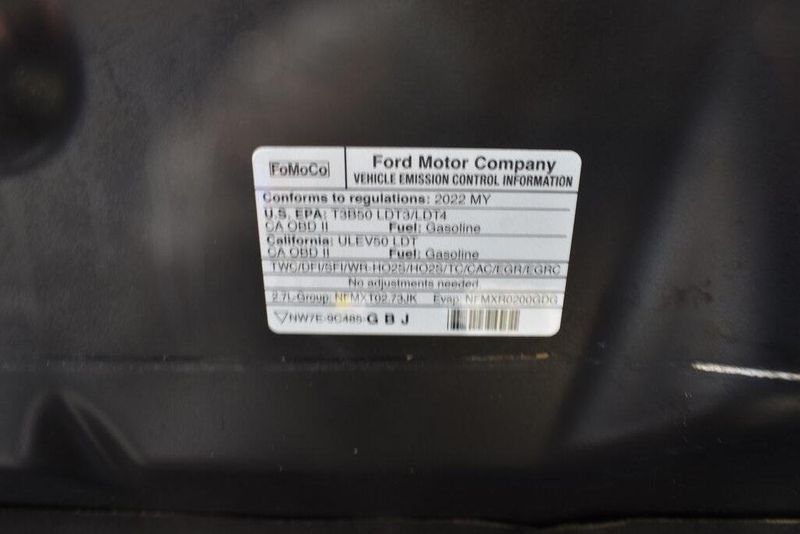 FoMoCo
Ford Motor Company
VEHICLE EMISSION CONTROL INFORMATION
Conforms to regulations: 2022 MY
U.S. EPA: T3B50 LDT3/LDT4
CA OBD II Fuel: Gasoline
California: ULEV50 LDT
CA OBD II Fuel: Gasoline
TWC/DFI/SFI/WR-HO2S/HO2S/TC/CAC/EGR/EGRC
No adjustments needed.
2.7L-Group: NFMXT02.73JK Evap: NFMXR0200GDG
NW7E-9C485-GBJ